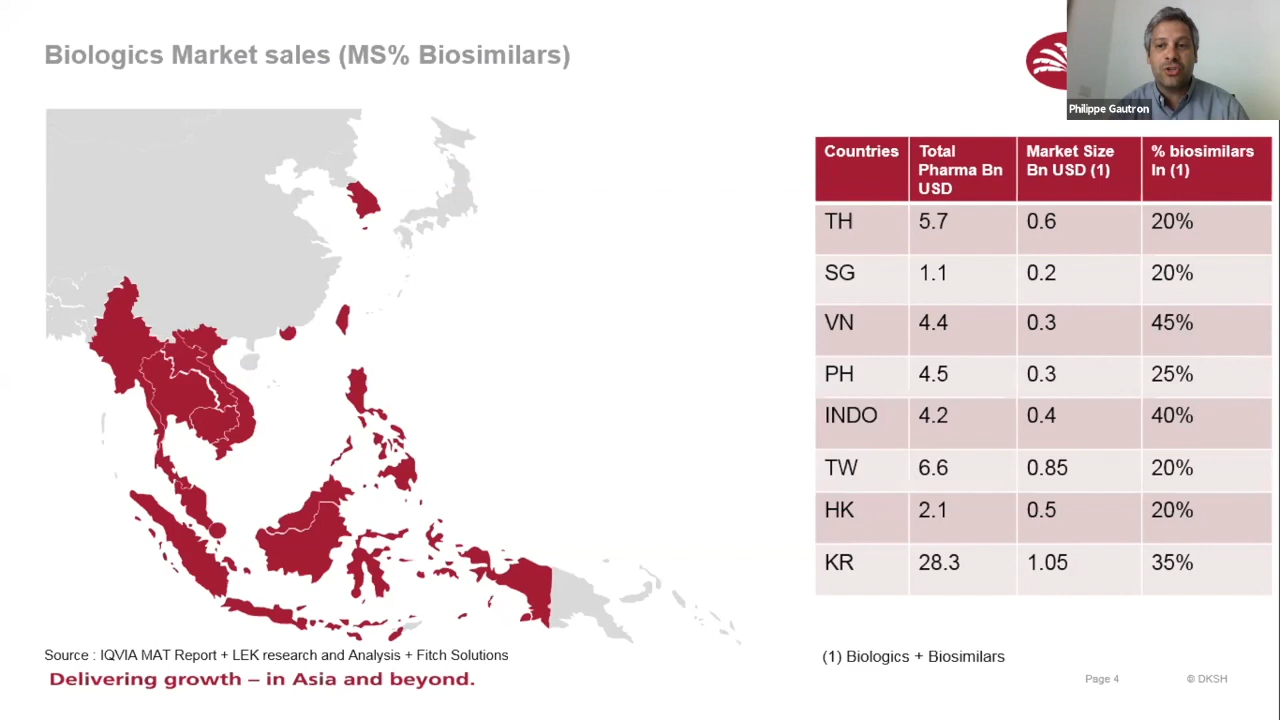 Biologics Market sales (MS% Biosimilars)
Philippe Gautron
Countries Total Pharma Bn USD Market Size Bn USD (1) % biosimilars In (1)
TH 5.7 0.6 20%
SG 1.1 0.2 20%
VN 4.4 0.3 45%
PH 4.5 0.3 25%
INDO 4.2 0.4 40%
TW 6.6 0.85 20%
HK 2.1 0.5 20%
KR 28.3 1.05 35%
Source : IQVIA MAT Report + LEK research and Analysis + Fitch Solutions
(1) Biologics + Biosimilars
Delivering growth – in Asia and beyond.
Page 4
© DKSH